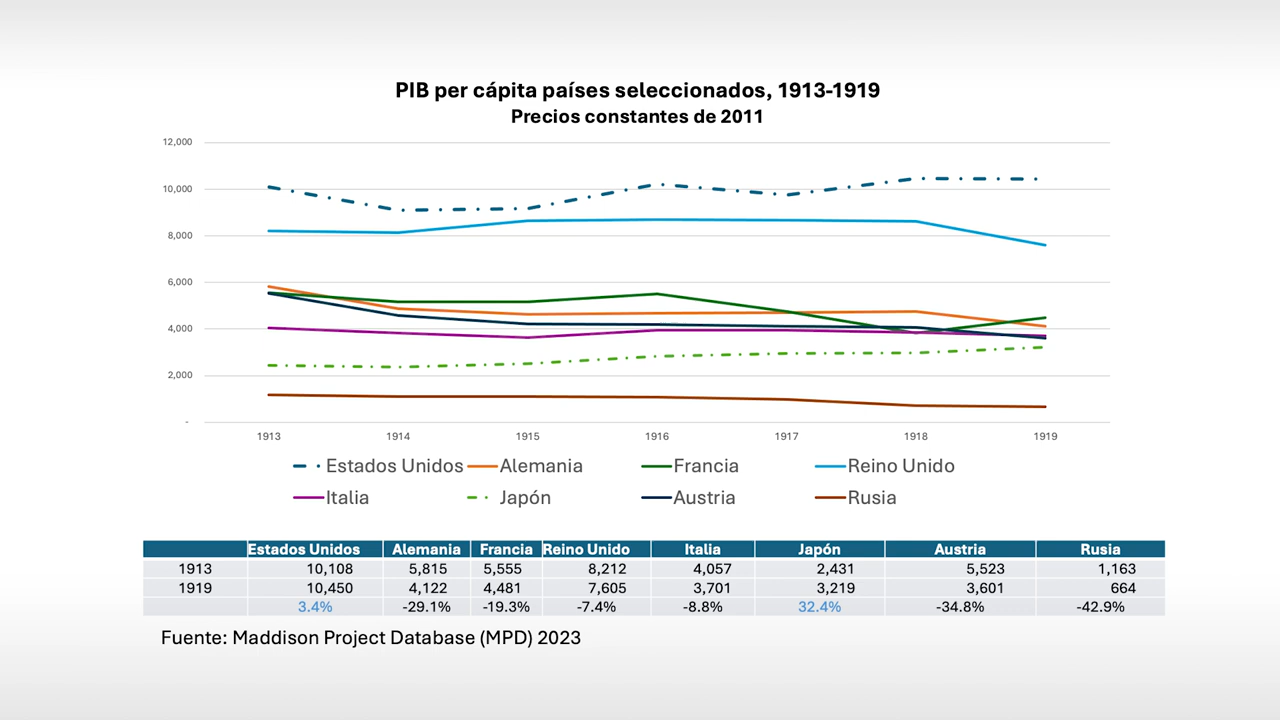 PIB per cápita países seleccionados, 1913-1919
Precios constantes de 2011
12,000
10,000
8,000
6,000
4,000
2,000
-
1913 1914 1915 1916 1917 1918 1919
Estados Unidos Alemania Francia Reino Unido
Italia Japón Austria Rusia
Estados Unidos Alemania Francia Reino Unido Italia Japón Austria Rusia
1913 10,108 5,815 5,555 8,212 4,057 2,431 5,523 1,163
1919 10,450 4,122 4,481 7,605 3,701 3,219 3,601 664
3.4% -29.1% -19.3% -7.4% -8.8% 32.4% -34.8% -42.9%
Fuente: Maddison Project Database (MPD) 2023